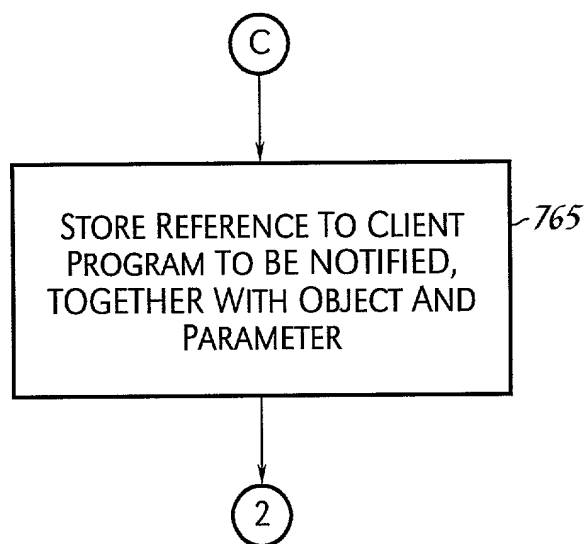 C
STORE REFERENCE TO CLIENT
PROGRAM TO BE NOTIFIED,
TOGETHER WITH OBJECT AND
PARAMETER
765
2